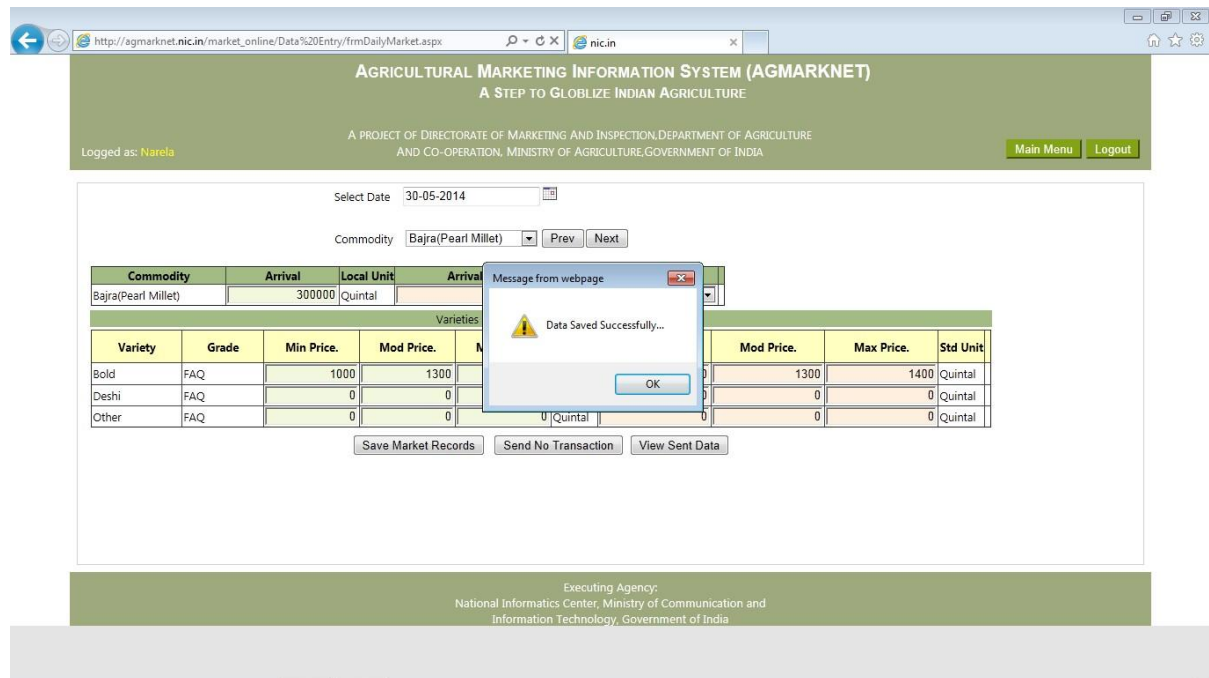 http://agmarknet.nic.in/market_online/Data%20Entry/frmDailyMarket.aspx
nic.in
AGRICULTURAL MARKETING INFORMATION SYSTEM (AGMARKNET)
A STEP TO GLOBLIZE INDIAN AGRICULTURE
A PROJECT OF DIRECTORATE OF MARKETING AND INSPECTION,DEPARTMENT OF AGRICULTURE
Logged as: Narela AND CO-OPERATION, MINISTRY OF AGRICULTURE,GOVERNMENT OF INDIA Main Menu Logout
Select Date 30-05-2014
Commodity Bajra(Pearl Millet) Prev Next
Commodity Arrival Local Unit Arrival
Bajra(Pearl Millet) 300000 Quintal
Message from webpage
Data Saved Successfully...
OK
Varieties
Variety Grade Min Price. Mod Price. Mod Price. Max Price. Std Unit
Bold FAQ 1000 1300 1300 1400 Quintal
Deshi FAQ 0 0 0 0 Quintal
Other FAQ 0 0 0 Quintal 0 0 0 Quintal
Save Market Records Send No Transaction View Sent Data
Executing Agency:
National Informatics Center, Ministry of Communication and
Information Technology, Government of India